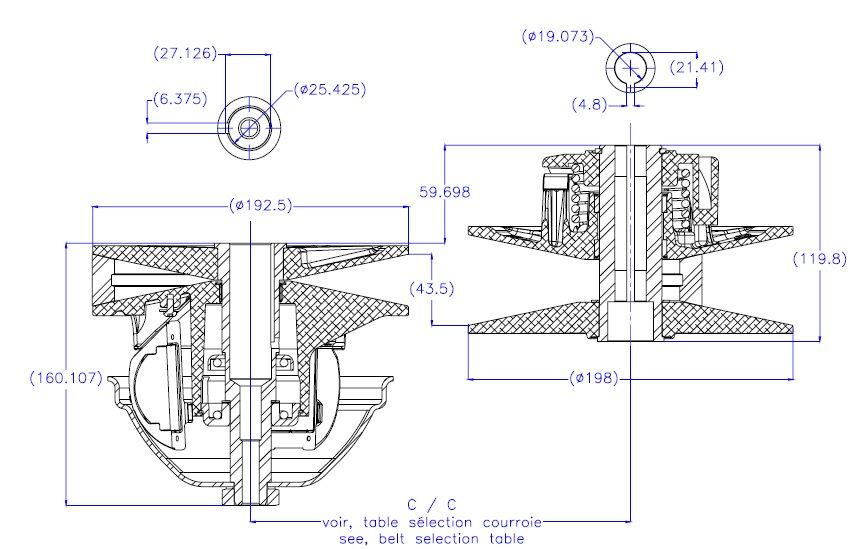 (ø19.073)
(27.126)
(21.41)
(ø25.425)
(6.375)
(4.8)
59.698
(ø192.5)
(119.8)
(43.5)
(160.107)
(ø198)
C / C
voir, table sélection courroie
see, belt selection table